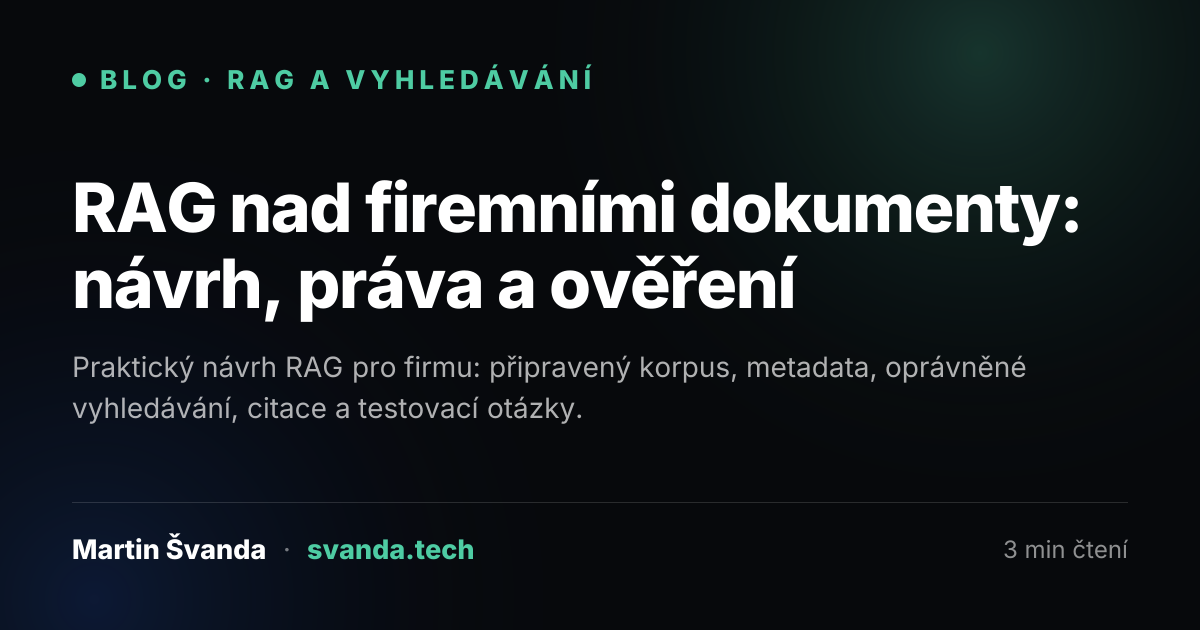 BLOG · RAG A VYHLEDÁVÁNÍ
RAG nad firemními dokumenty:
návrh, práva a ověření
Praktický návrh RAG pro firmu: připravený korpus, metadata, oprávněné
vyhledávání, citace a testovací otázky.
Martin Švanda · svanda.tech
3 min čtení